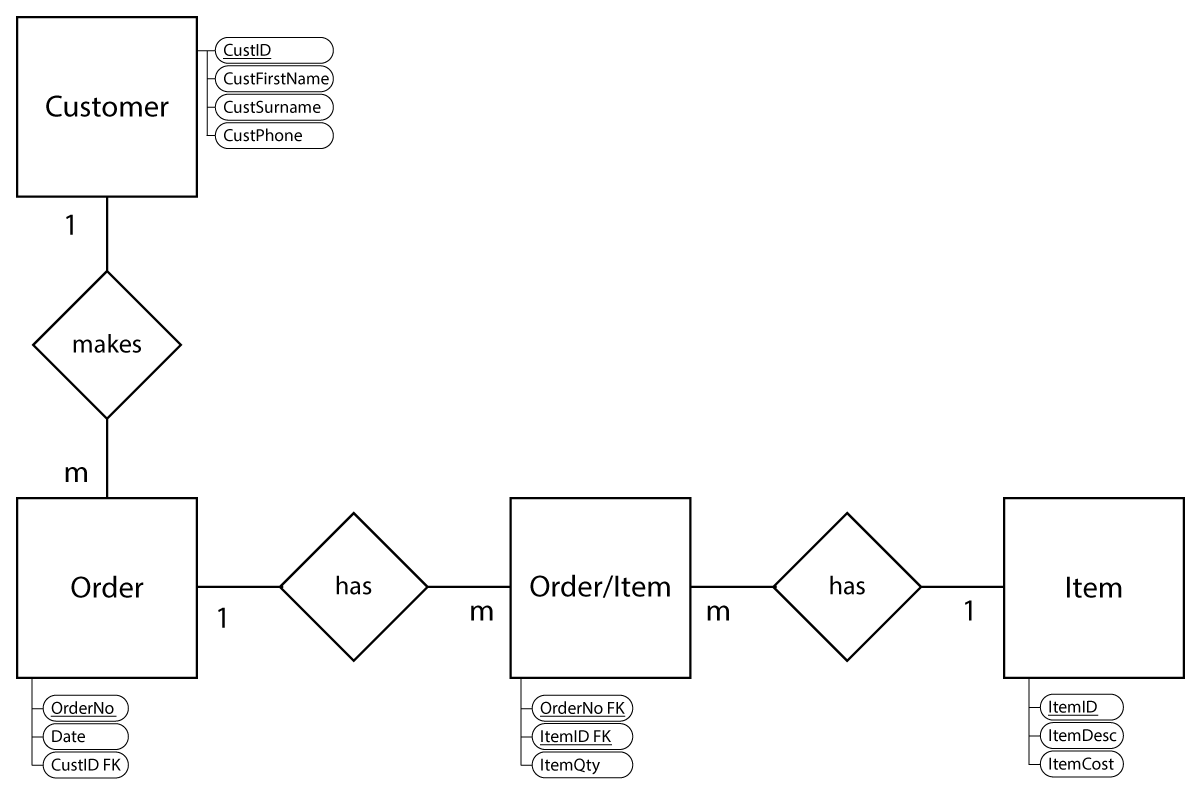 Customer
CustID
CustFirstName
CustSurname
CustPhone
1
makes
m
Order
1
has
m
Order/Item
m
has
1
Item
OrderNo
Date
CustID FK
OrderNo FK
ItemID FK
ItemQty
ItemID
ItemDesc
ItemCost